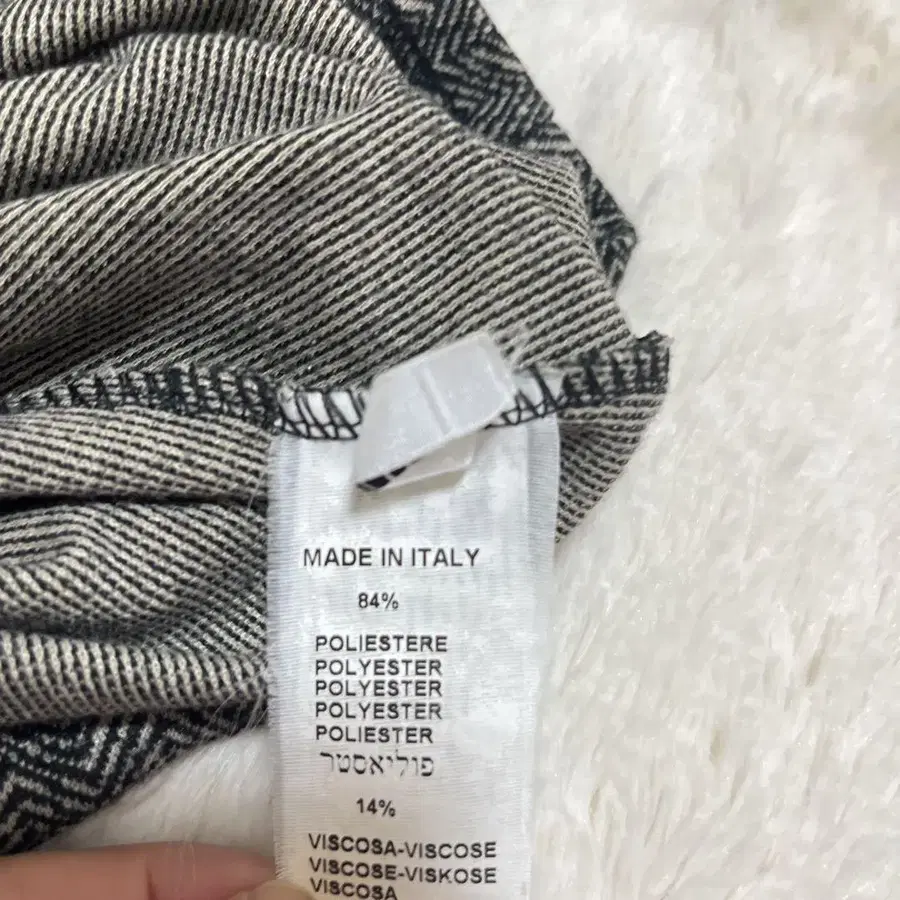 MADE IN ITALY
84%
POLIESTERE
POLYESTER
POLYESTER
POLYESTER
POLIESTER
פוליאסטר
14%
VISCOSA-VISCOSE
VISCOSE-VISKOSE
VISCOSA